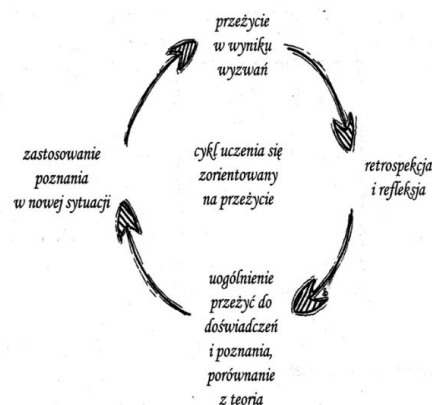 przeżycie
w wyniku
wyzwań
cykl uczenia się
zorientowany
na przeżycie
retrospekcja
i refleksja
uogólnienie
przeżyć do
doświadczeń
i poznania,
porównanie
z teorią
zastosowanie
poznania
w nowej sytuacji